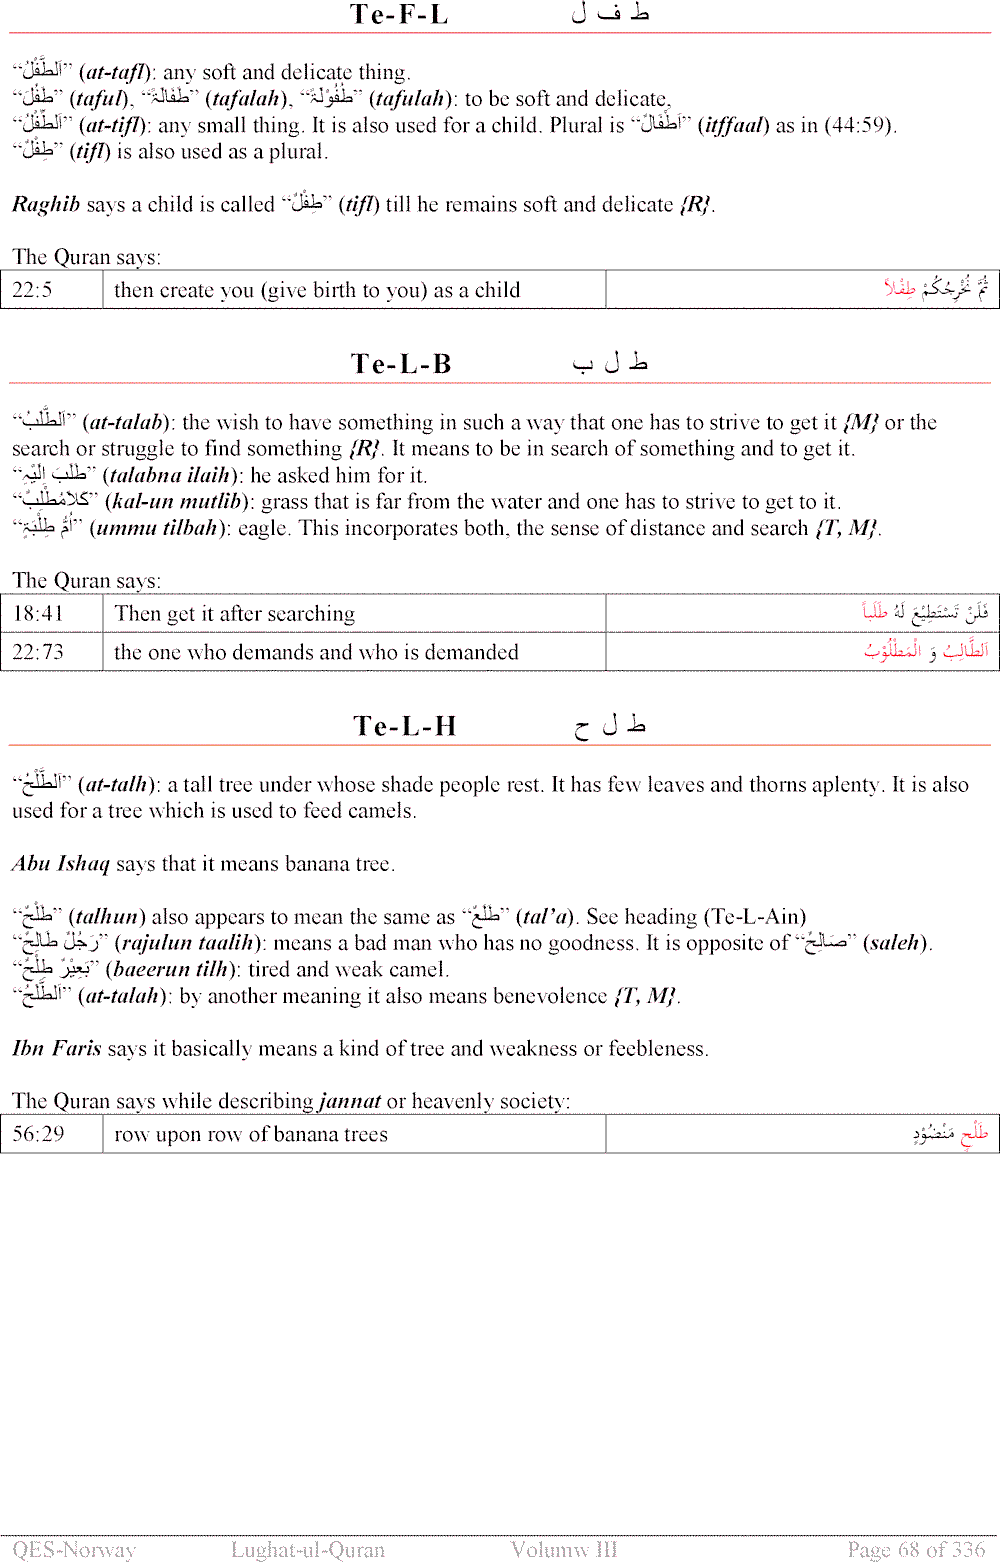 Te-F-L ط ف ل
“اَلطَّفْلُ” (at-tafl): any soft and delicate thing.
“طَفُلَ” (taful), “طَفَالَۃٌ” (tafalah), “طُفُوْلَۃٌ” (tafulah): to be soft and delicate,
“اَلطِّفْلُ” (at-tifl): any small thing. It is also used for a child. Plural is “اَطْفَالٌ” (itffaal) as in (44:59).
“طِفْلٌ” (tifl) is also used as a plural.
Raghib says a child is called “طِفْلٌ” (tifl) till he remains soft and delicate {R}.
The Quran says:
22:5 then create you (give birth to you) as a child ثُمَّ نُخْرِجُكُمْ طِفْلاً
Te-L-B ط ل ب
“اَلطَّلَبُ” (at-talab): the wish to have something in such a way that one has to strive to get it {M} or the
search or struggle to find something {R}. It means to be in search of something and to get it.
“طَلَبَ اِلَیْہِ” (talabna ilaih): he asked him for it.
“کَلاَمُطْلِبٌ” (kal-un mutlib): grass that is far from the water and one has to strive to get to it.
“اُمُّ طِلْبَۃٍ” (ummu tilbah): eagle. This incorporates both, the sense of distance and search {T, M}.
The Quran says:
18:41 Then get it after searching فَلَنْ تَسْتَطِیْعَ لَہُ طَلَباً
22:73 the one who demands and who is demanded اَلطَّالِبُ وَ الْمَطْلُوْبُ
Te-L-H ط ل ح
“اَلطَّلْحُ” (at-talh): a tall tree under whose shade people rest. It has few leaves and thorns aplenty. It is also
used for a tree which is used to feed camels.
Abu Ishaq says that it means banana tree.
“طَلْحٌ” (talhun) also appears to mean the same as “طَلْعٌ” (tal’a). See heading (Te-L-Ain)
“رَجُلٌ طَالِحٌ” (rajulun taalih): means a bad man who has no goodness. It is opposite of “صَالِحٌ” (saleh).
“بَعِیْرٌ طِلْحٌ” (baeerun tilh): tired and weak camel.
“اَلطَّلَحُ” (at-talah): by another meaning it also means benevolence {T, M}.
Ibn Faris says it basically means a kind of tree and weakness or feebleness.
The Quran says while describing jannat or heavenly society:
56:29 row upon row of banana trees طَلْحٍ مَنْضُوْدٍ
QES-Norway Lughat-ul-Quran Volumw III Page 68 of 336